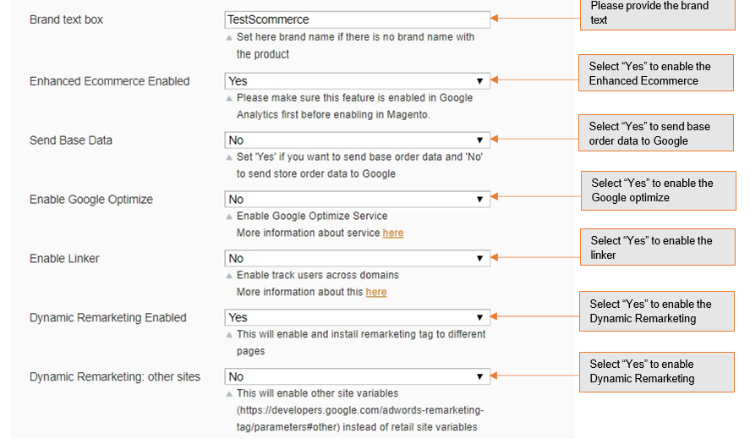 Please provide the brand
text
Brand text box
TestScommerce
Set here brand name if there is no brand name with
the product
Enhanced Ecommerce Enabled
Yes
Select “Yes” to enable the
Enhanced Ecommerce
Please make sure this feature is enabled in Google
Analytics first before enabling in Magento.
Send Base Data
No
Select “Yes” to send base
order data to Google
Set 'Yes' if you want to send base order data and 'No'
to send store order data to Google
Enable Google Optimize
No
Select “Yes” to enable the
Google optimize
Enable Google Optimize Service
More information about service here
Enable Linker
No
Select “Yes” to enable the
linker
Enable track users across domains
More information about this here
Dynamic Remarketing Enabled
Yes
Select “Yes” to enable the
Dynamic Remarketing
This will enable and install remarketing tag to different
pages
Dynamic Remarketing: other sites
No
Select “Yes” to enable
Dynamic Remarketing
This will enable other site variables
(https://developers.google.com/adwords-remarketing-
tag/parameters#other) instead of retail site variables